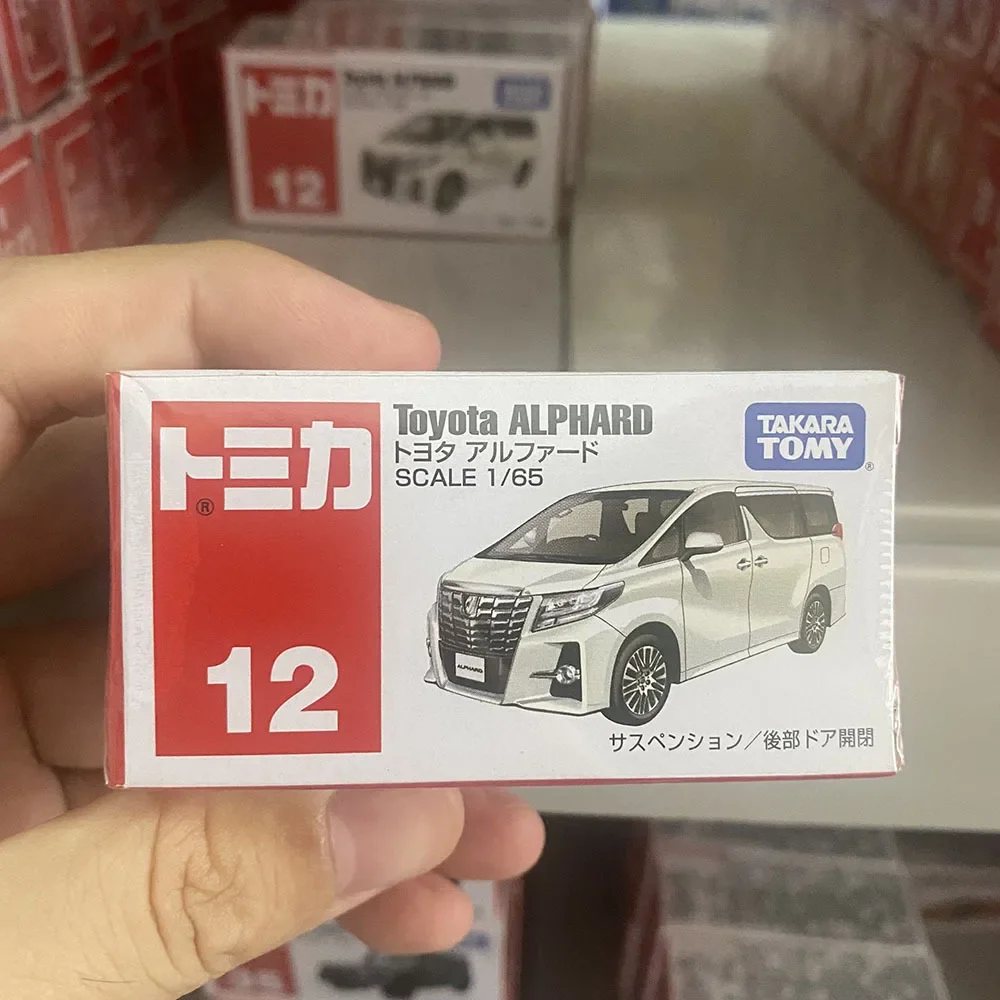 トミカ
Toyota ALPHARD
12
トミカ
®
12
Toyota ALPHARD
トヨタ アルファード
SCALE 1/65
TAKARA
TOMY
®
ALPHARD
サスペンション／後部ドア開閉